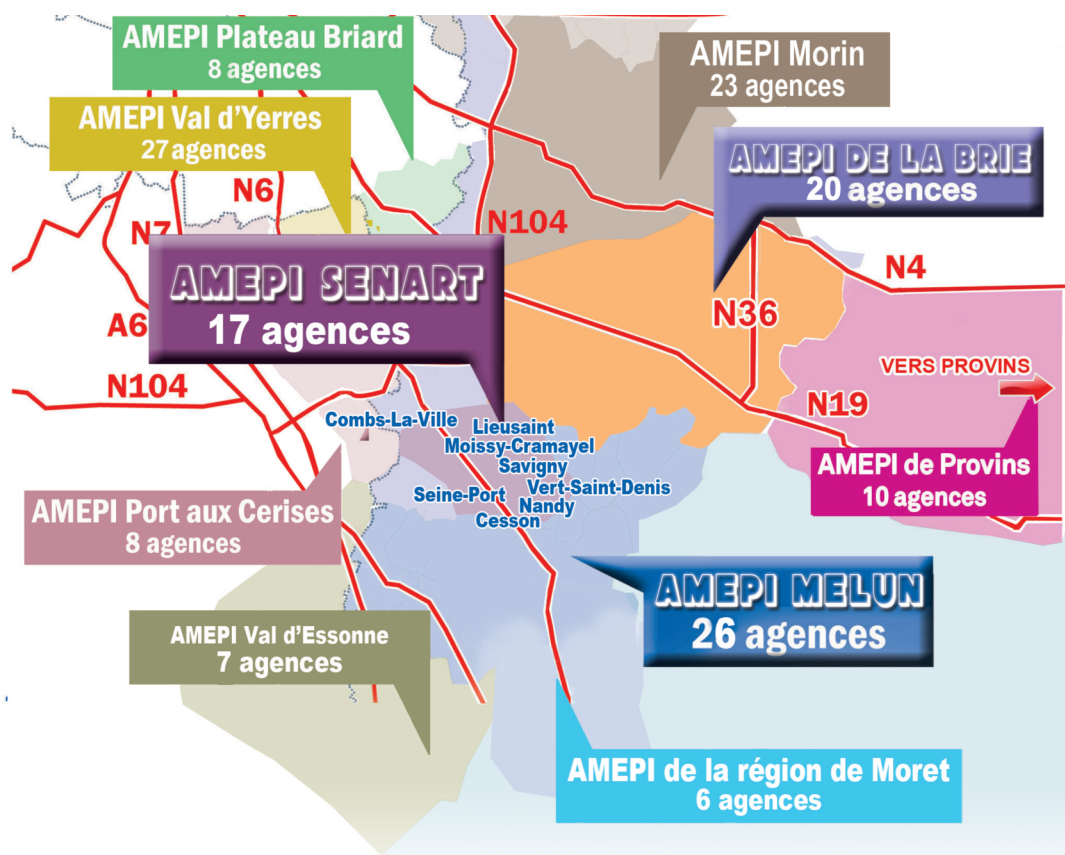 AMEPI Plateau Briard
8 agences
AMEPI Morin
23 agences
AMEPI Val d'Yerres
27 agences
AMEPI DE LA BRIE
20 agences
N6
N7
N104
AMEPI SENART
17 agences
N4
A6
N36
N104
VERS PROVINS
N19
Combs-La-Ville
Lieusaint
Moissy-Cramayel
Savigny
AMEPI de Provins
10 agences
Seine-Port
Vert-Saint-Denis
Nandy
Cesson
AMEPI Port aux Cerises
8 agences
AMEPI MELUN
26 agences
AMEPI Val d'Essonne
7 agences
AMEPI de la région de Moret
6 agences